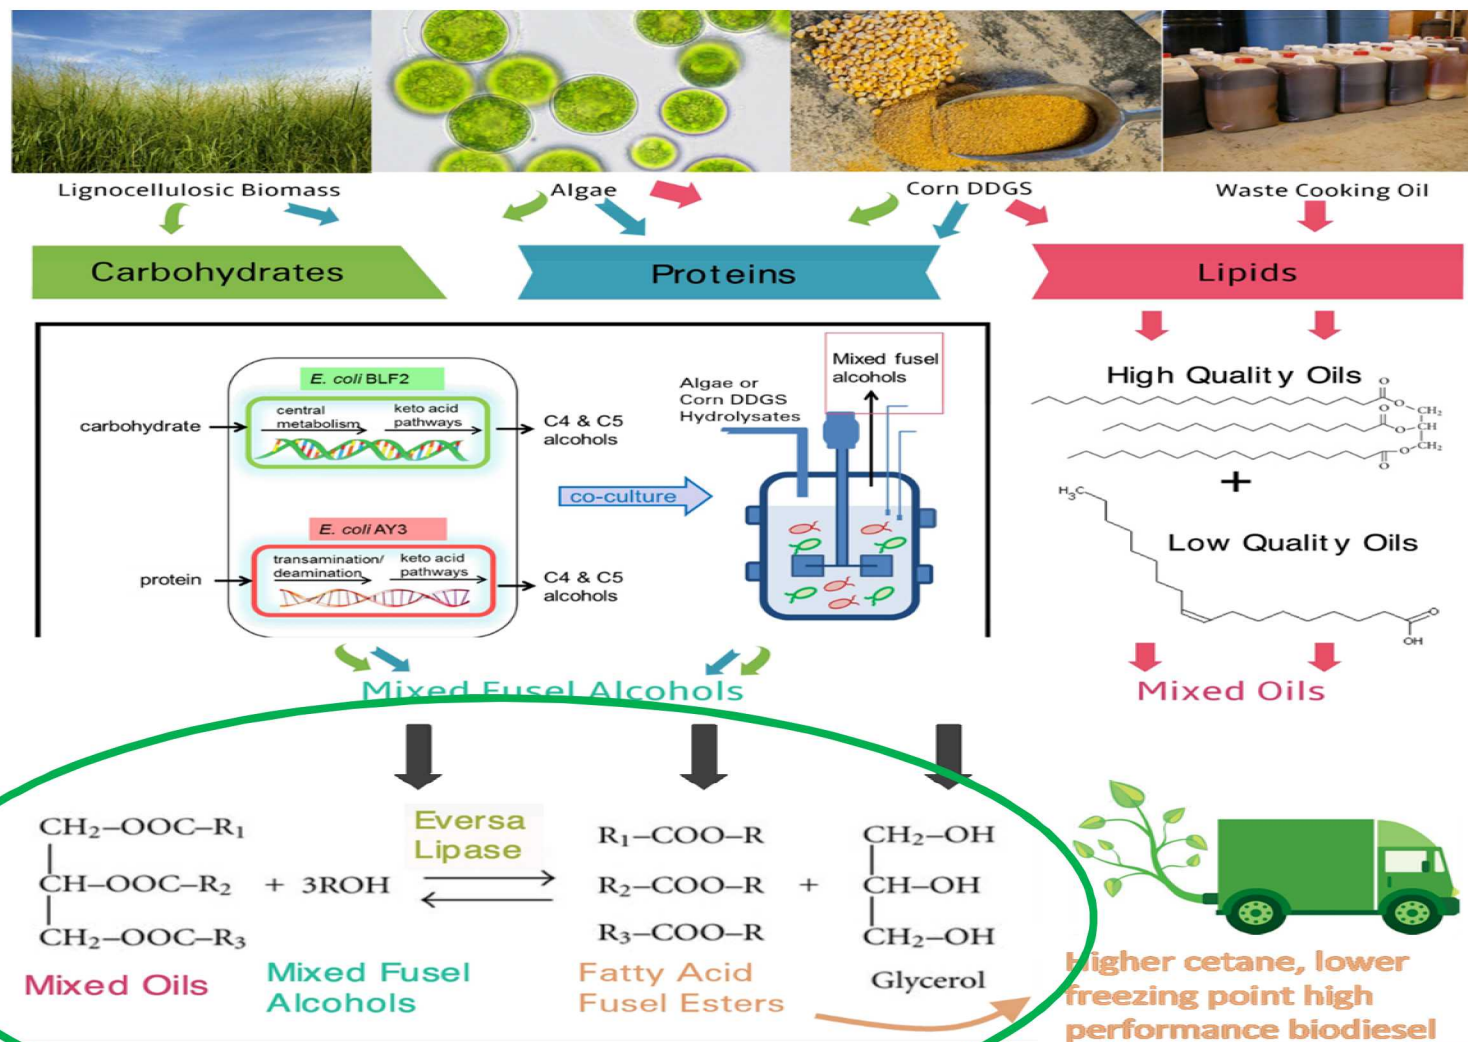 Lignocellulosic Biomass
Algae
Corn DDGS
Waste Cooking Oil
Carbohydrates
Proteins
Lipids
E. coli BLF2
central
metabolism
keto acid
pathways
carbohydrate
C4 & C5
alcohols
E. coli AY3
transamination/
deamination
keto acid
pathways
protein
C4 & C5
alcohols
co-culture
Algae or
Corn DDGS
Hydrolysates
Mixed fusel
alcohols
High Quality Oils
O
O
CH₂
O
O
CH
O
CH₂
O
+
H₃C
Low Quality Oils
O
OH
Mixed Fusel Alcohols
Mixed Oils
CH₂–OOC–R₁
CH–OOC–R₂ + 3ROH
CH₂–OOC–R₃
Eversa
Lipase
R₁–COO–R
R₂–COO–R +
R₃–COO–R
CH₂–OH
CH–OH
CH₂–OH
Mixed Oils
Mixed Fusel
Alcohols
Fatty Acid
Fusel Esters
Glycerol
Higher cetane, lower
freezing point high
performance biodiesel